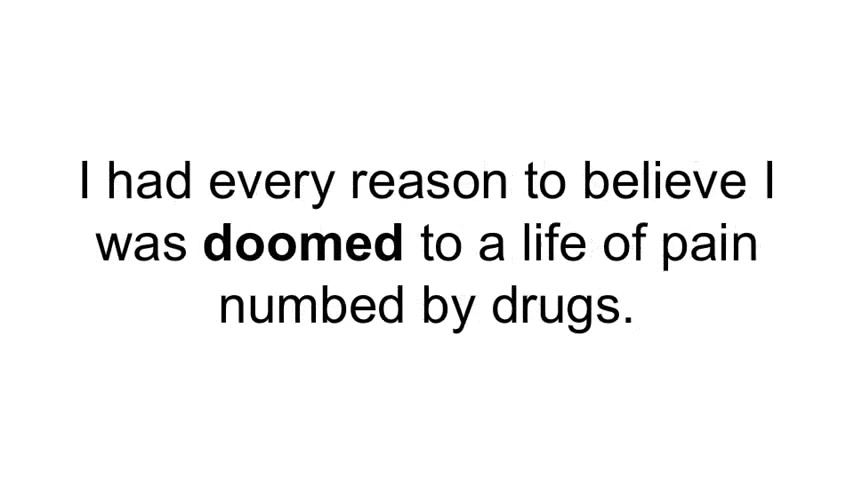 I had every reason to believe I
was doomed to a life of pain
numbed by drugs.